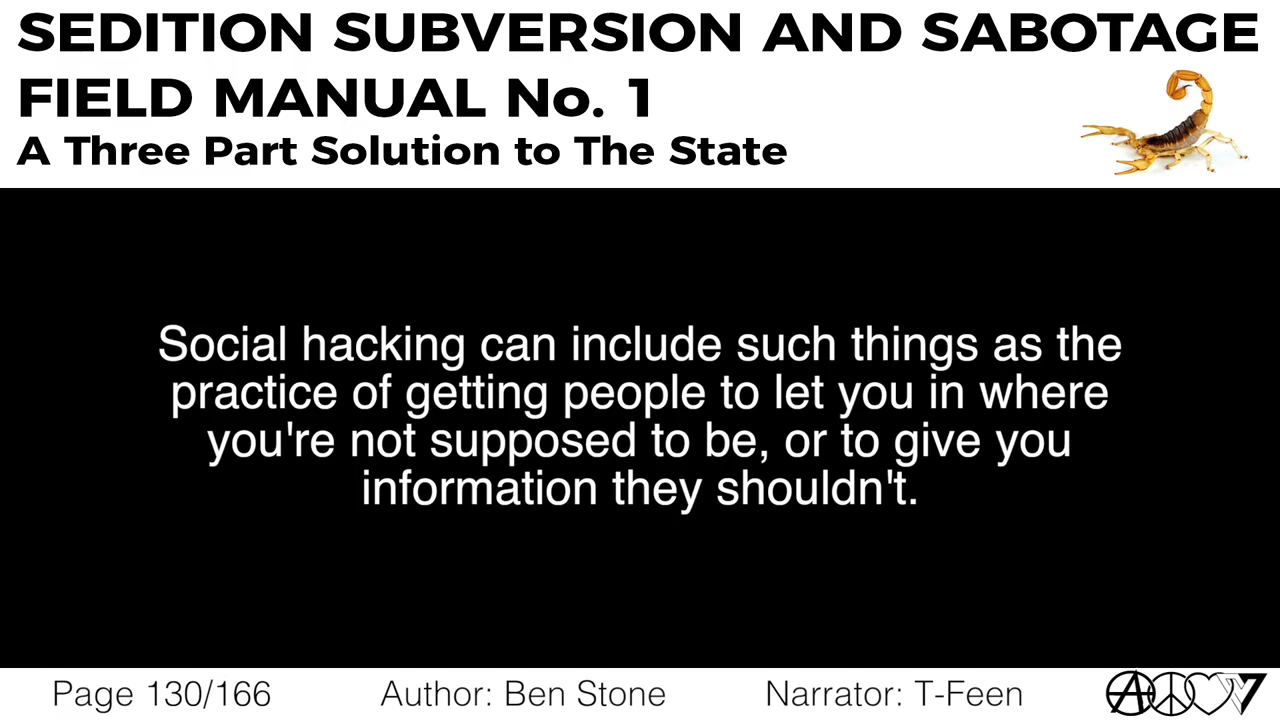 SEDITION SUBVERSION AND SABOTAGE
FIELD MANUAL No. 1
A Three Part Solution to The State
Social hacking can include such things as the
practice of getting people to let you in where
you're not supposed to be, or to give you
information they shouldn't.
Page 130/166 Author: Ben Stone Narrator: T-Feen